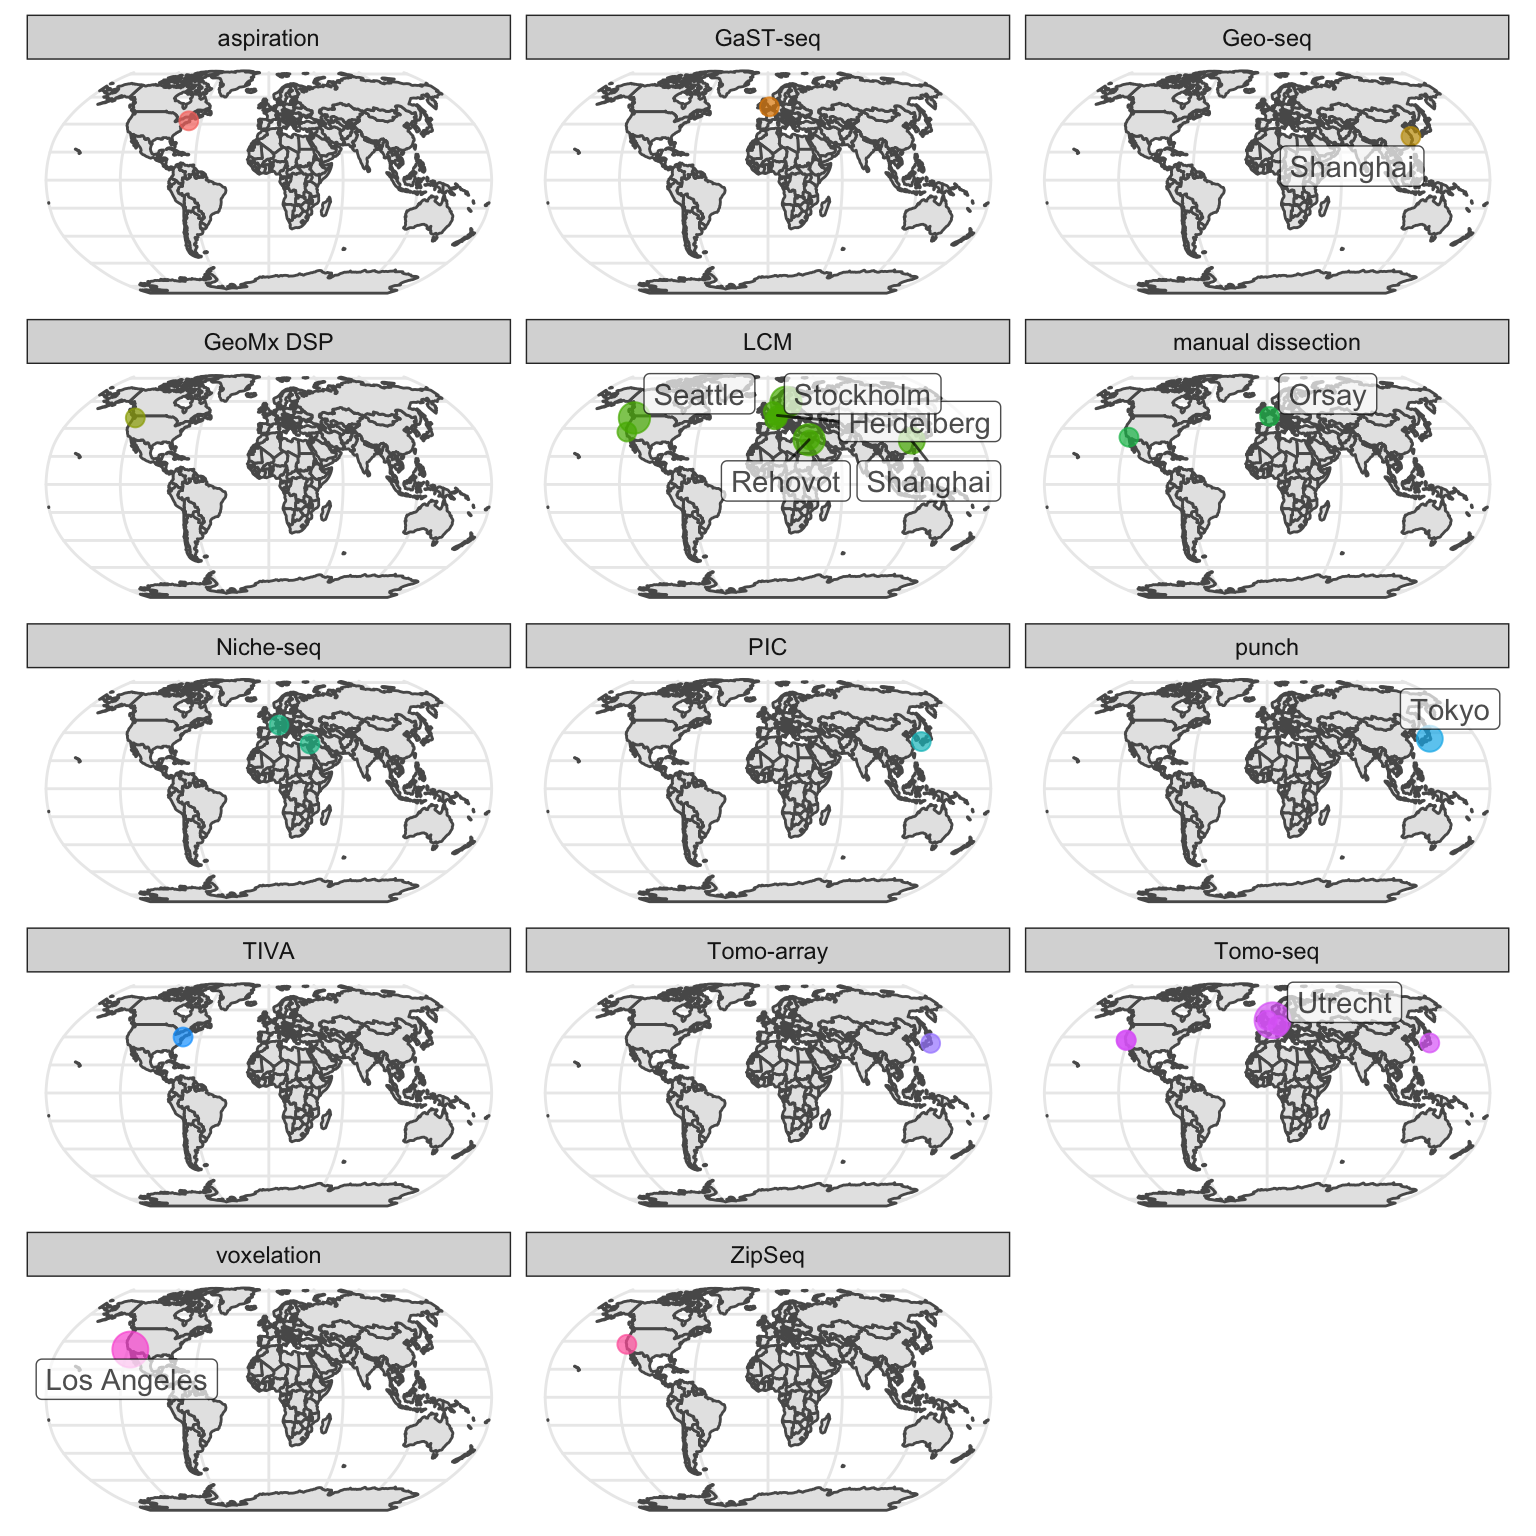 aspiration
GaST-seq
Geo-seq
Shanghai
GeoMx DSP
LCM
manual dissection
Seattle
Stockholm
Heidelberg
Rehovot
Shanghai
Orsay
Niche-seq
PIC
punch
Tokyo
TIVA
Tomo-array
Tomo-seq
Utrecht
voxelation
ZipSeq
Los Angeles